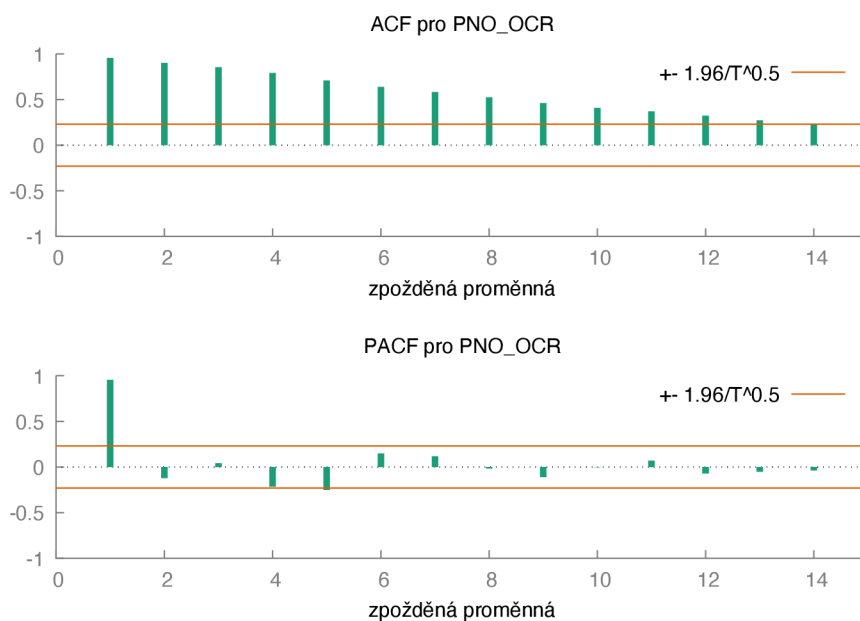 ACF pro PNO_OCR
+- 1.96/T^0.5
1
0.5
0
-0.5
-1
0 2 4 6 8 10 12 14
zpožděná proměnná
PACF pro PNO_OCR
+- 1.96/T^0.5
1
0.5
0
-0.5
-1
0 2 4 6 8 10 12 14
zpožděná proměnná